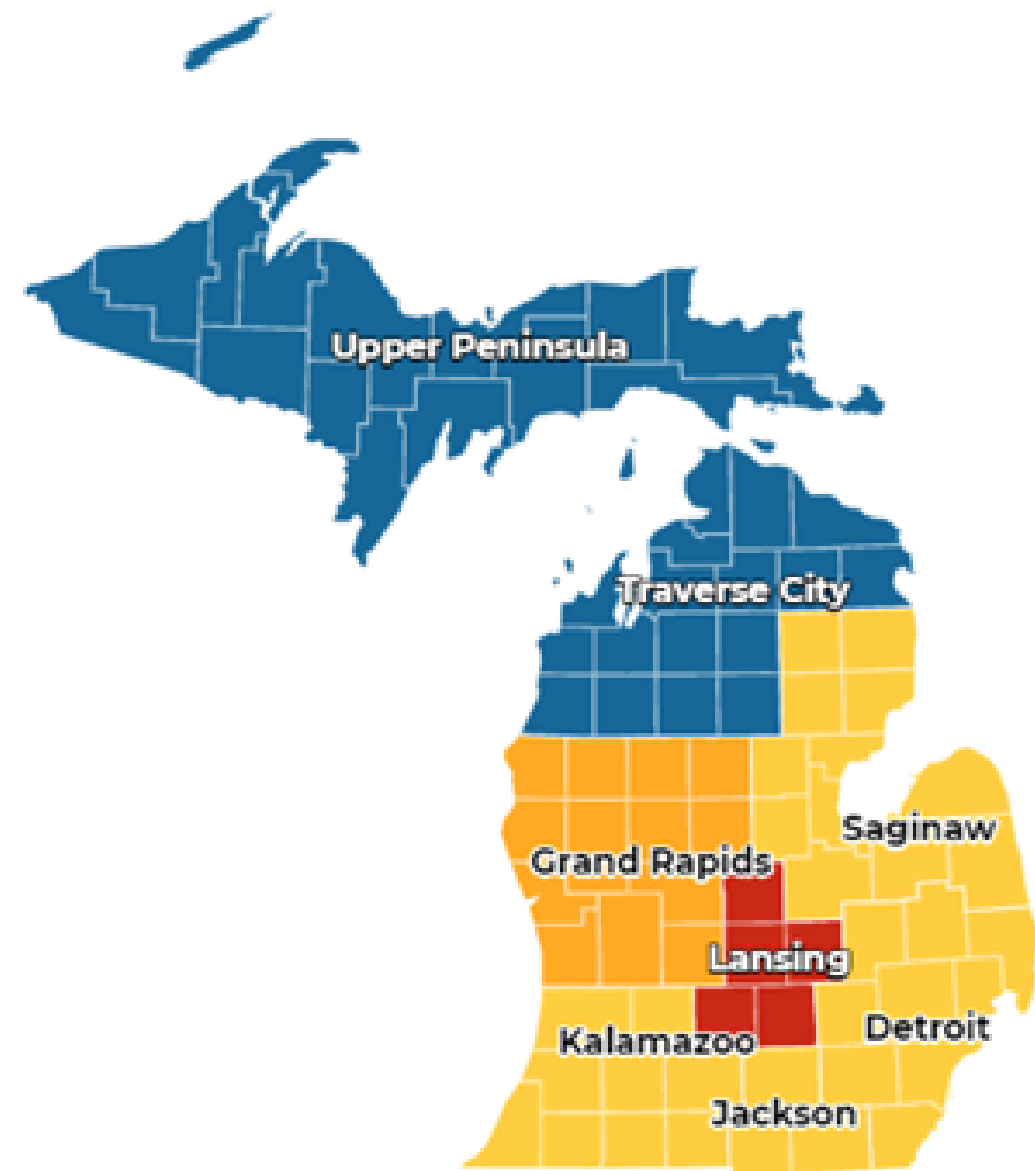 Upper Peninsula
Traverse City
Saginaw
Grand Rapids
Lansing
Detroit
Kalamazoo
Jackson